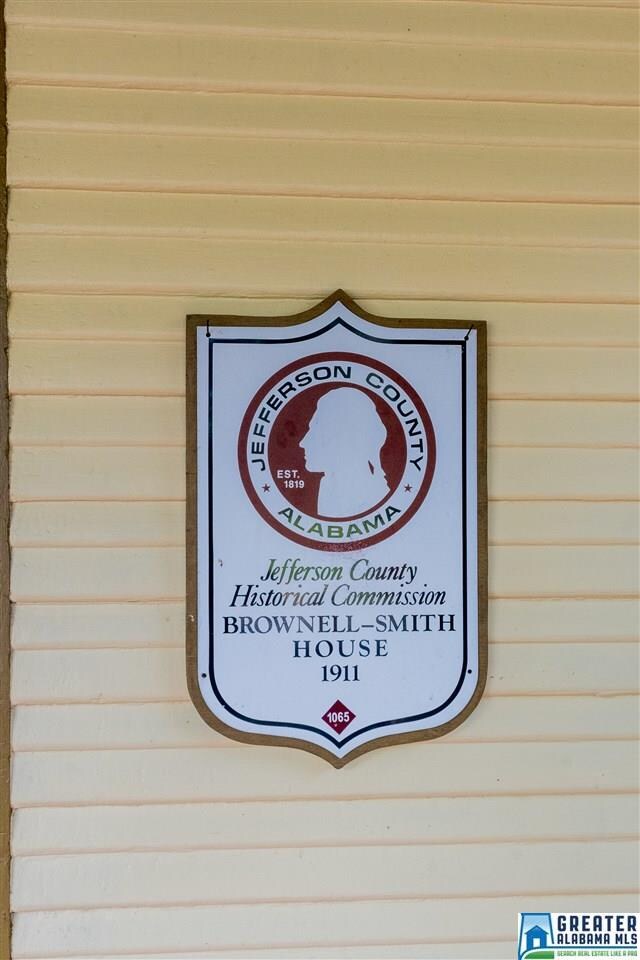 JEFFERSON COUNTY
EST.
1819
ALABAMA
Jefferson County
Historical Commission
BROWNELL–SMITH
HOUSE
1911
1065
GREATER
ALABAMA MLS
SEARCH REAL ESTATE LIKE A PRO